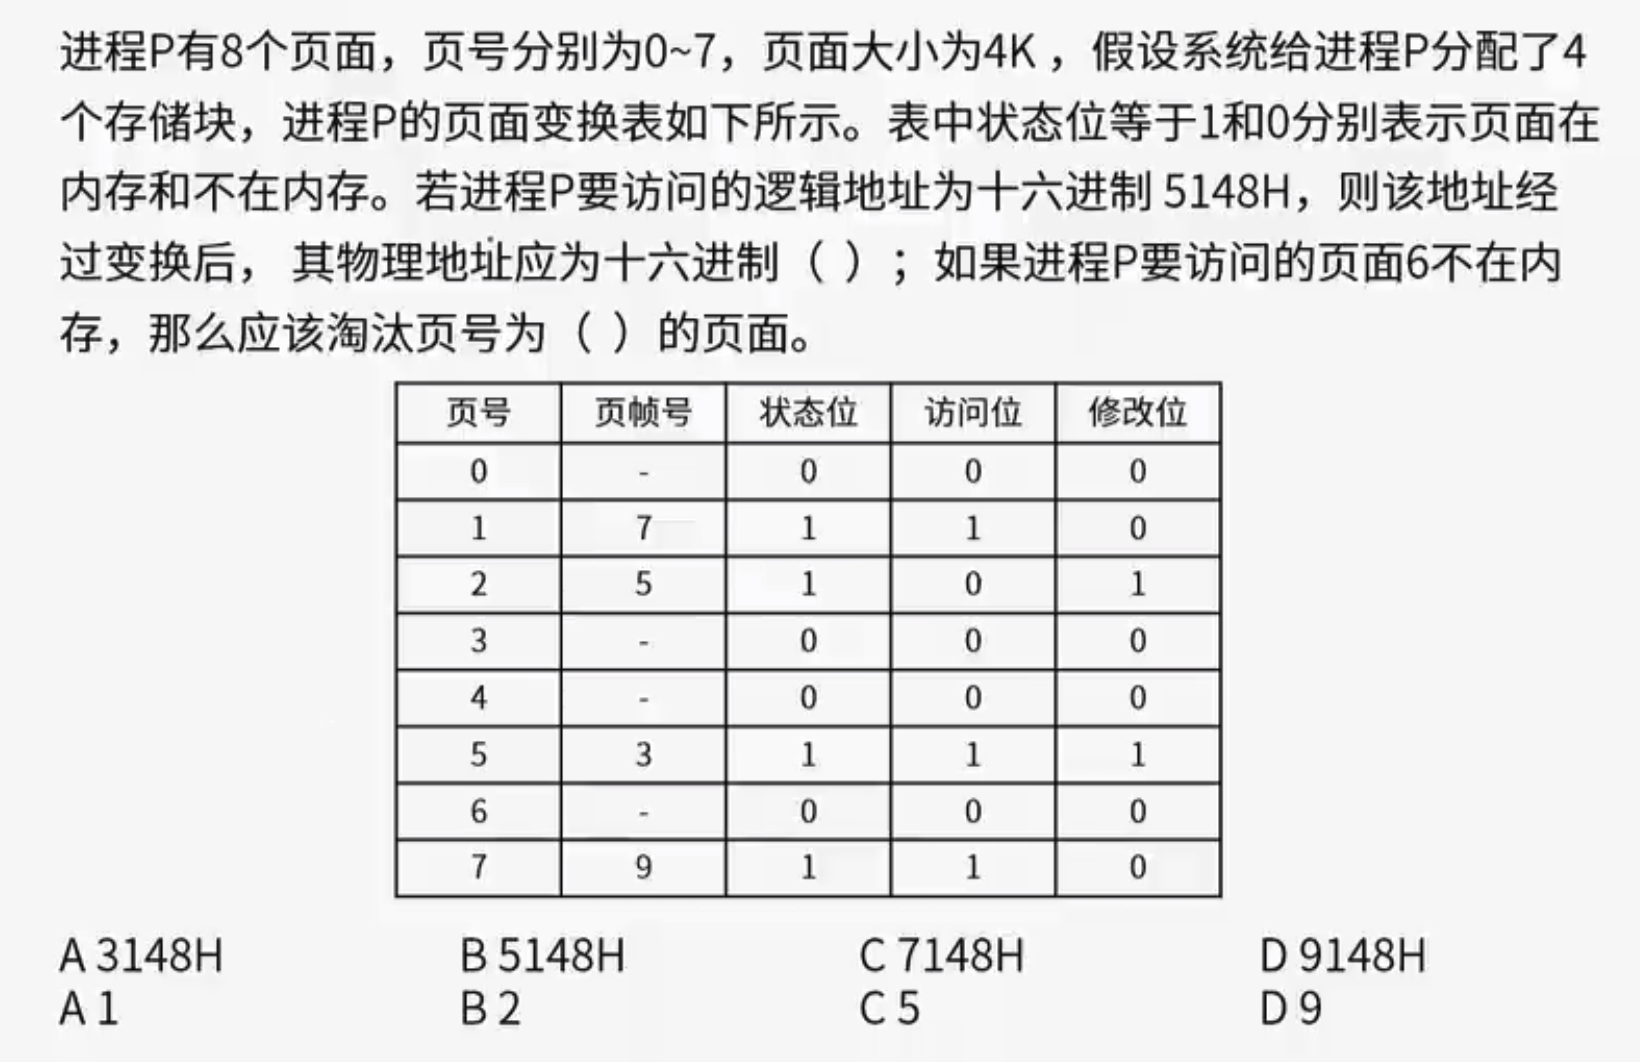 进程P有8个页面，页号分别为0~7，页面大小为4K，假设系统给进程P分配了4
个存储块，进程P的页面变换表如下所示。表中状态位等于1和0分别表示页面在
内存和不在内存。若进程P要访问的逻辑地址为十六进制 5148H，则该地址经
过变换后， 其物理地址应为十六进制（ ）；如果进程P要访问的页面6不在内
存，那么应该淘汰页号为（ ）的页面。
页号 页帧号 状态位 访问位 修改位
0 - 0 0 0
1 7 1 1 0
2 5 1 0 1
3 - 0 0 0
4 - 0 0 0
5 3 1 1 1
6 - 0 0 0
7 9 1 1 0
A 3148H B 5148H C 7148H D 9148H
A 1 B 2 C 5 D 9